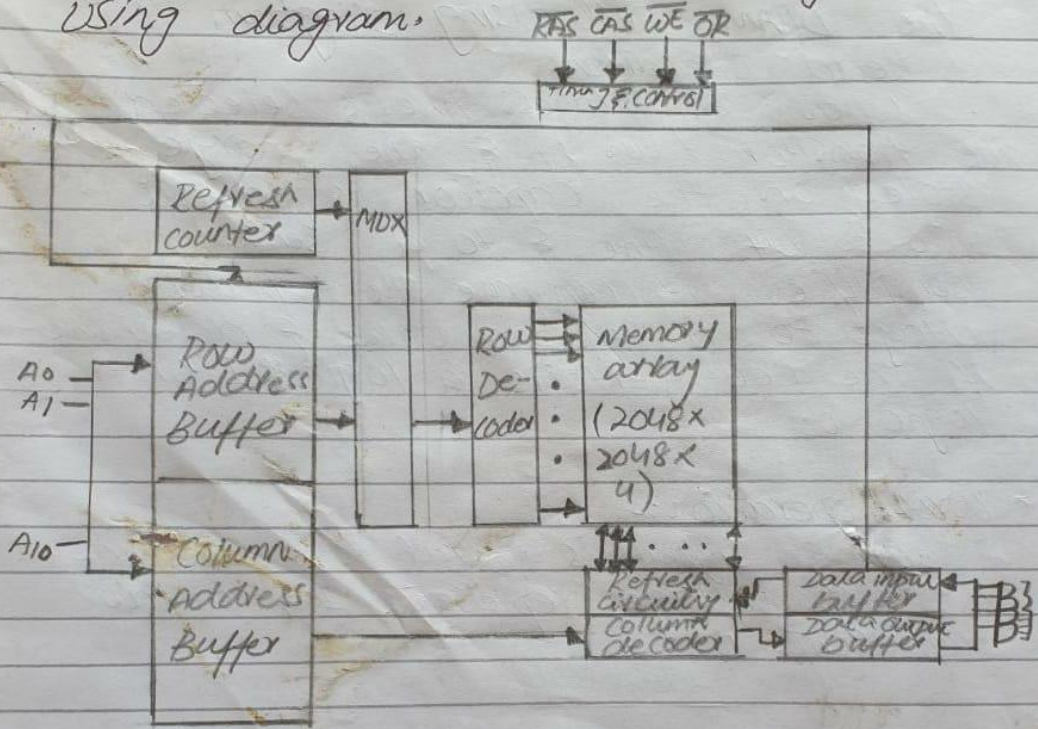 Using diagram.
RAS CAS WE OR
Timing & Control
Refresh
counter
MUX
Row
Address
Buffer
A0
A1
A10
Column
Address
Buffer
Row
De-
coder
Memory
array
(2048×
2048×
4)
Refresh
circuitry
column
decoder
Data input
buffer
Data output
buffer